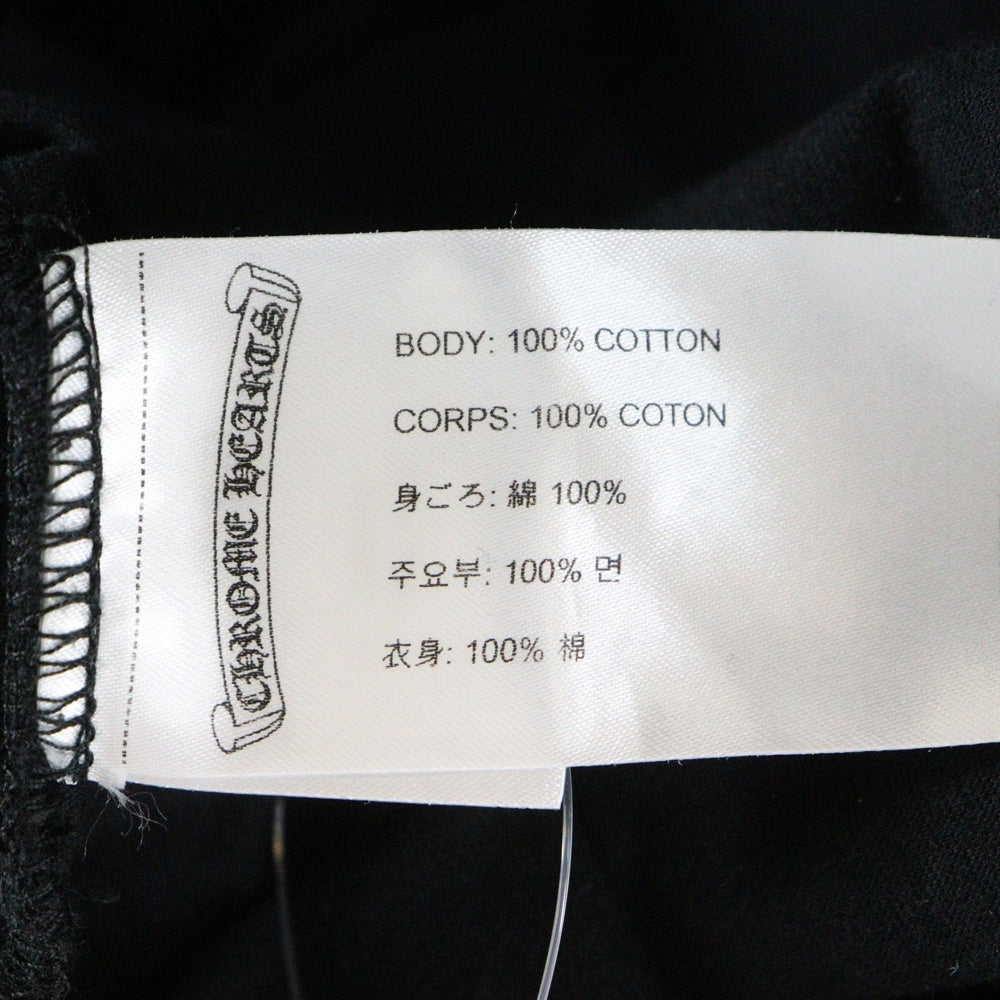 CHROME HEARTS
BODY: 100% COTTON
CORPS: 100% COTON
身ごろ: 綿 100%
주요부: 100% 면
衣身: 100% 棉